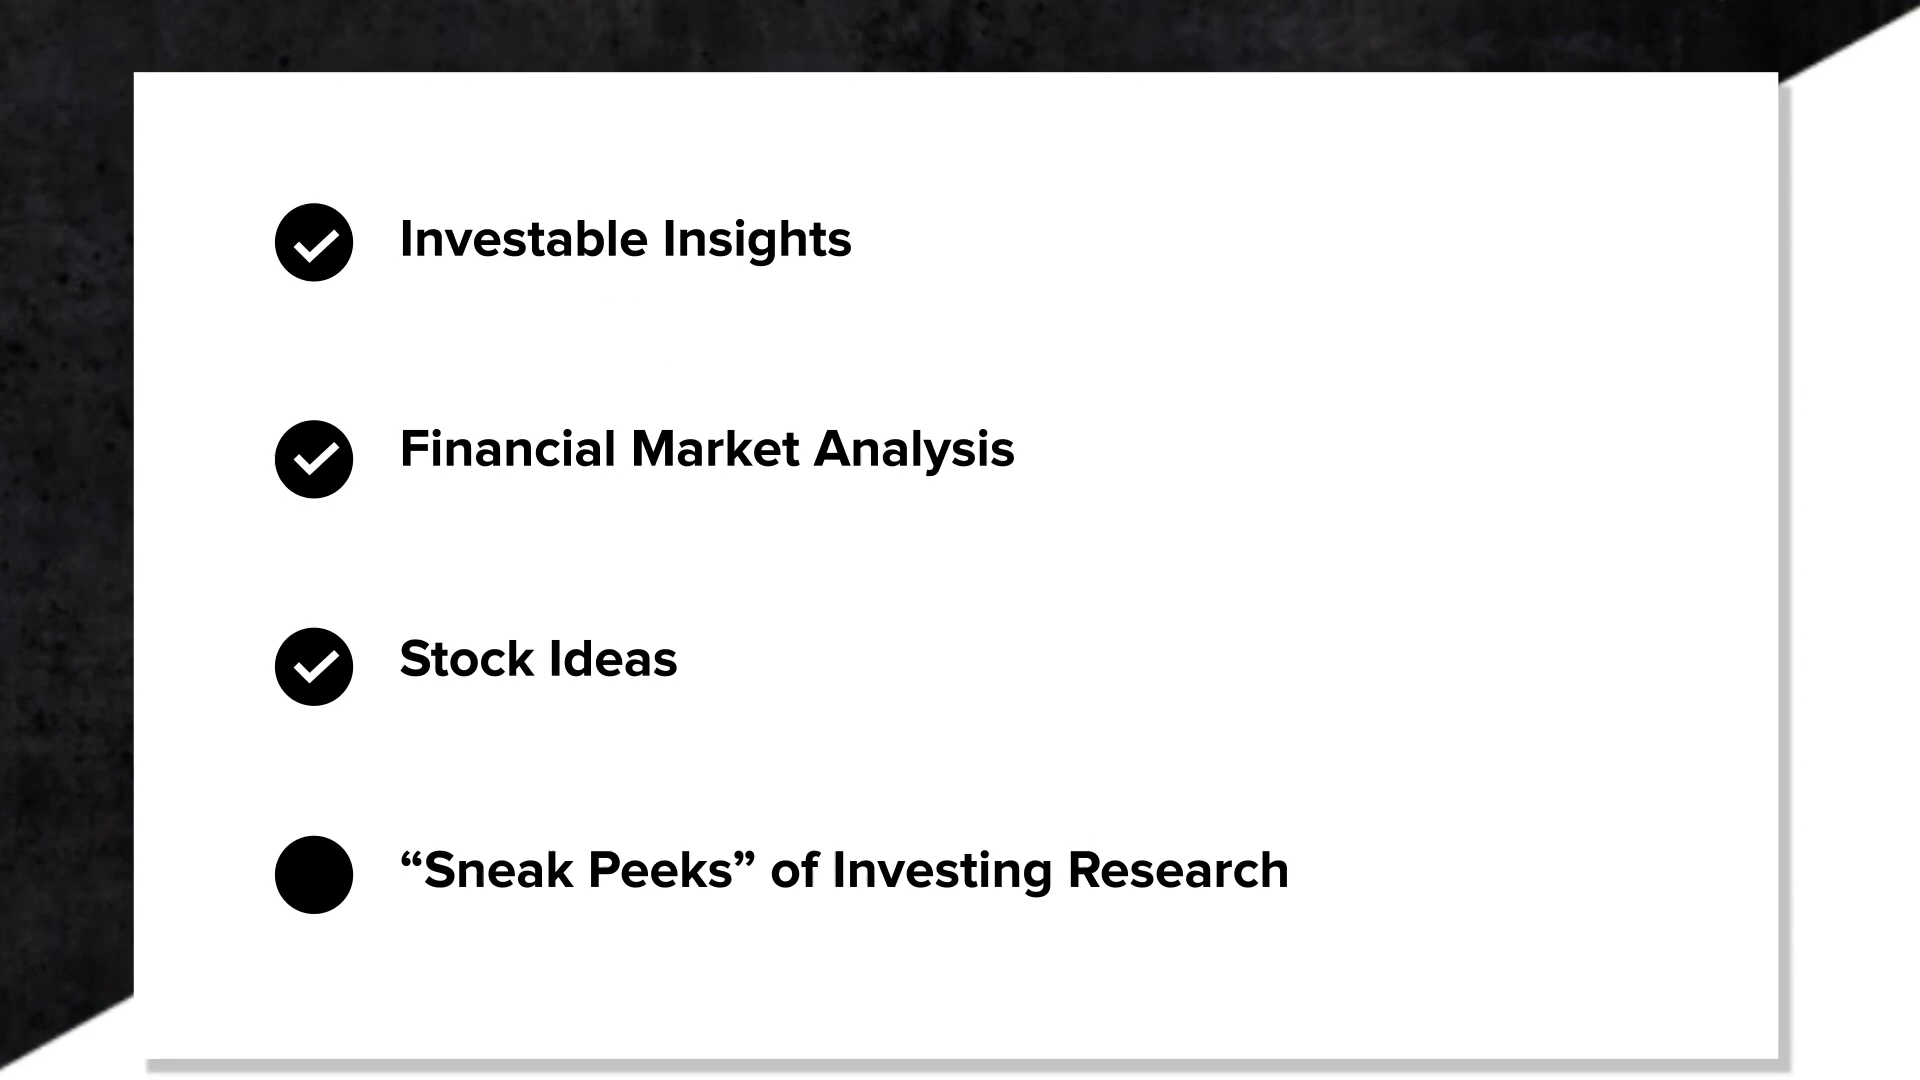 Investable Insights
Financial Market Analysis
Stock Ideas
“Sneak Peeks” of Investing Research